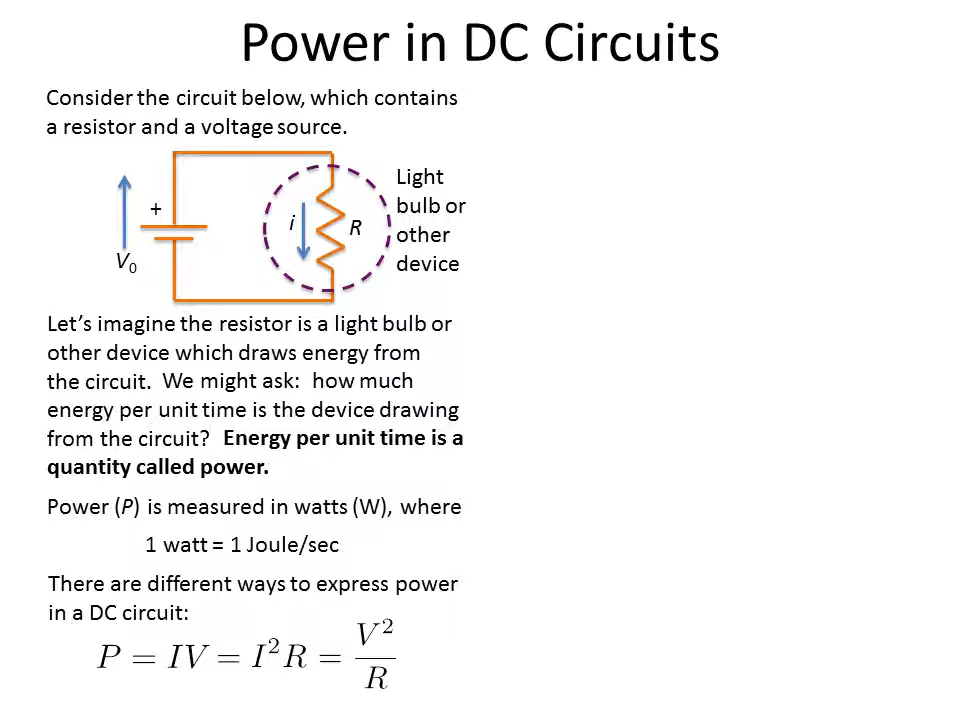 Power in DC Circuits
Consider the circuit below, which contains
a resistor and a voltage source.
+
V₀
i
R
Light
bulb or
other
device
Let’s imagine the resistor is a light bulb or
other device which draws energy from
the circuit. We might ask: how much
energy per unit time is the device drawing
from the circuit? Energy per unit time is a
quantity called power.
Power (P) is measured in watts (W), where
1 watt = 1 Joule/sec
There are different ways to express power
in a DC circuit:
P = IV = I²R = V²/R